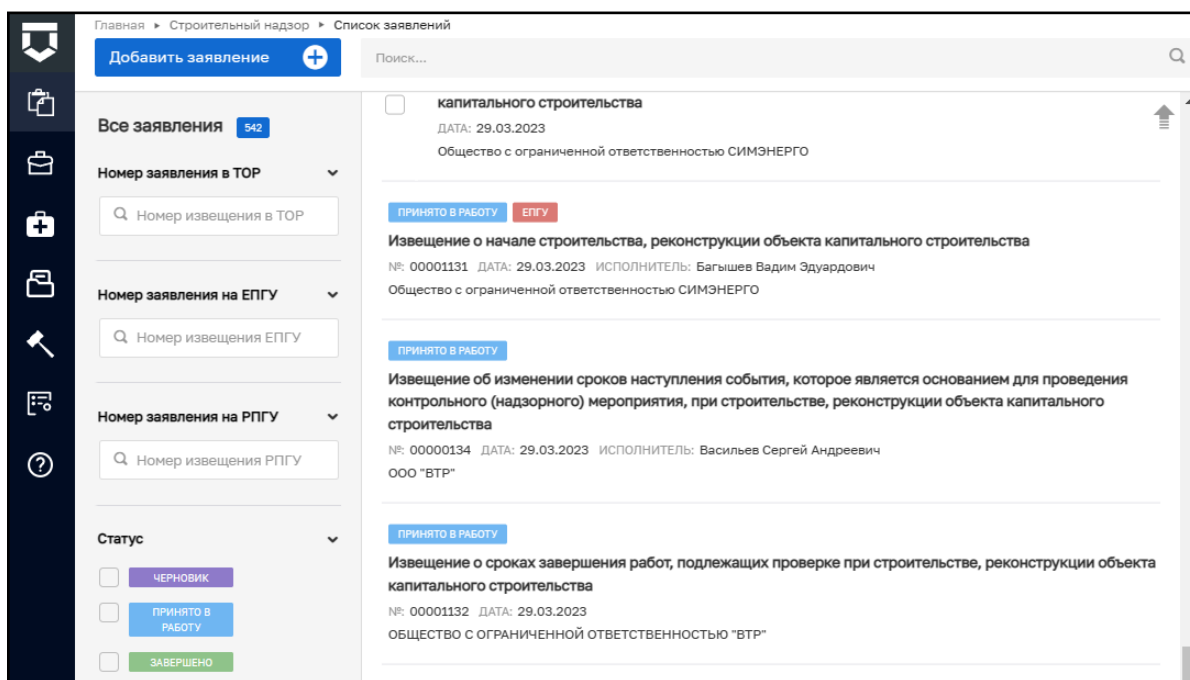 Главная ▸ Строительный надзор ▸ Список заявлений
Добавить заявление
Поиск...
Все заявления 542
Номер заявления в ТОР
Номер извещения в ТОР
Номер заявления на ЕПГУ
Номер извещения ЕПГУ
Номер заявления на РПГУ
Номер извещения РПГУ
Статус
ЧЕРНОВИК
ПРИНЯТО В
РАБОТУ
ЗАВЕРШЕНО
капитального строительства
ДАТА: 29.03.2023
Общество с ограниченной ответственностью СИМЭНЕРГО
ПРИНЯТО В РАБОТУ ЕПГУ
Извещение о начале строительства, реконструкции объекта капитального строительства
№: 00001131 ДАТА: 29.03.2023 ИСПОЛНИТЕЛЬ: Багышев Вадим Эдуардович
Общество с ограниченной ответственностью СИМЭНЕРГО
ПРИНЯТО В РАБОТУ
Извещение об изменении сроков наступления события, которое является основанием для проведения
контрольного (надзорного) мероприятия, при строительстве, реконструкции объекта капитального
строительства
№: 00000134 ДАТА: 29.03.2023 ИСПОЛНИТЕЛЬ: Васильев Сергей Андреевич
ООО "ВТР"
ПРИНЯТО В РАБОТУ
Извещение о сроках завершения работ, подлежащих проверке при строительстве, реконструкции объекта
капитального строительства
№: 00001132 ДАТА: 29.03.2023
ОБЩЕСТВО С ОГРАНИЧЕННОЙ ОТВЕТСТВЕННОСТЬЮ "ВТР"